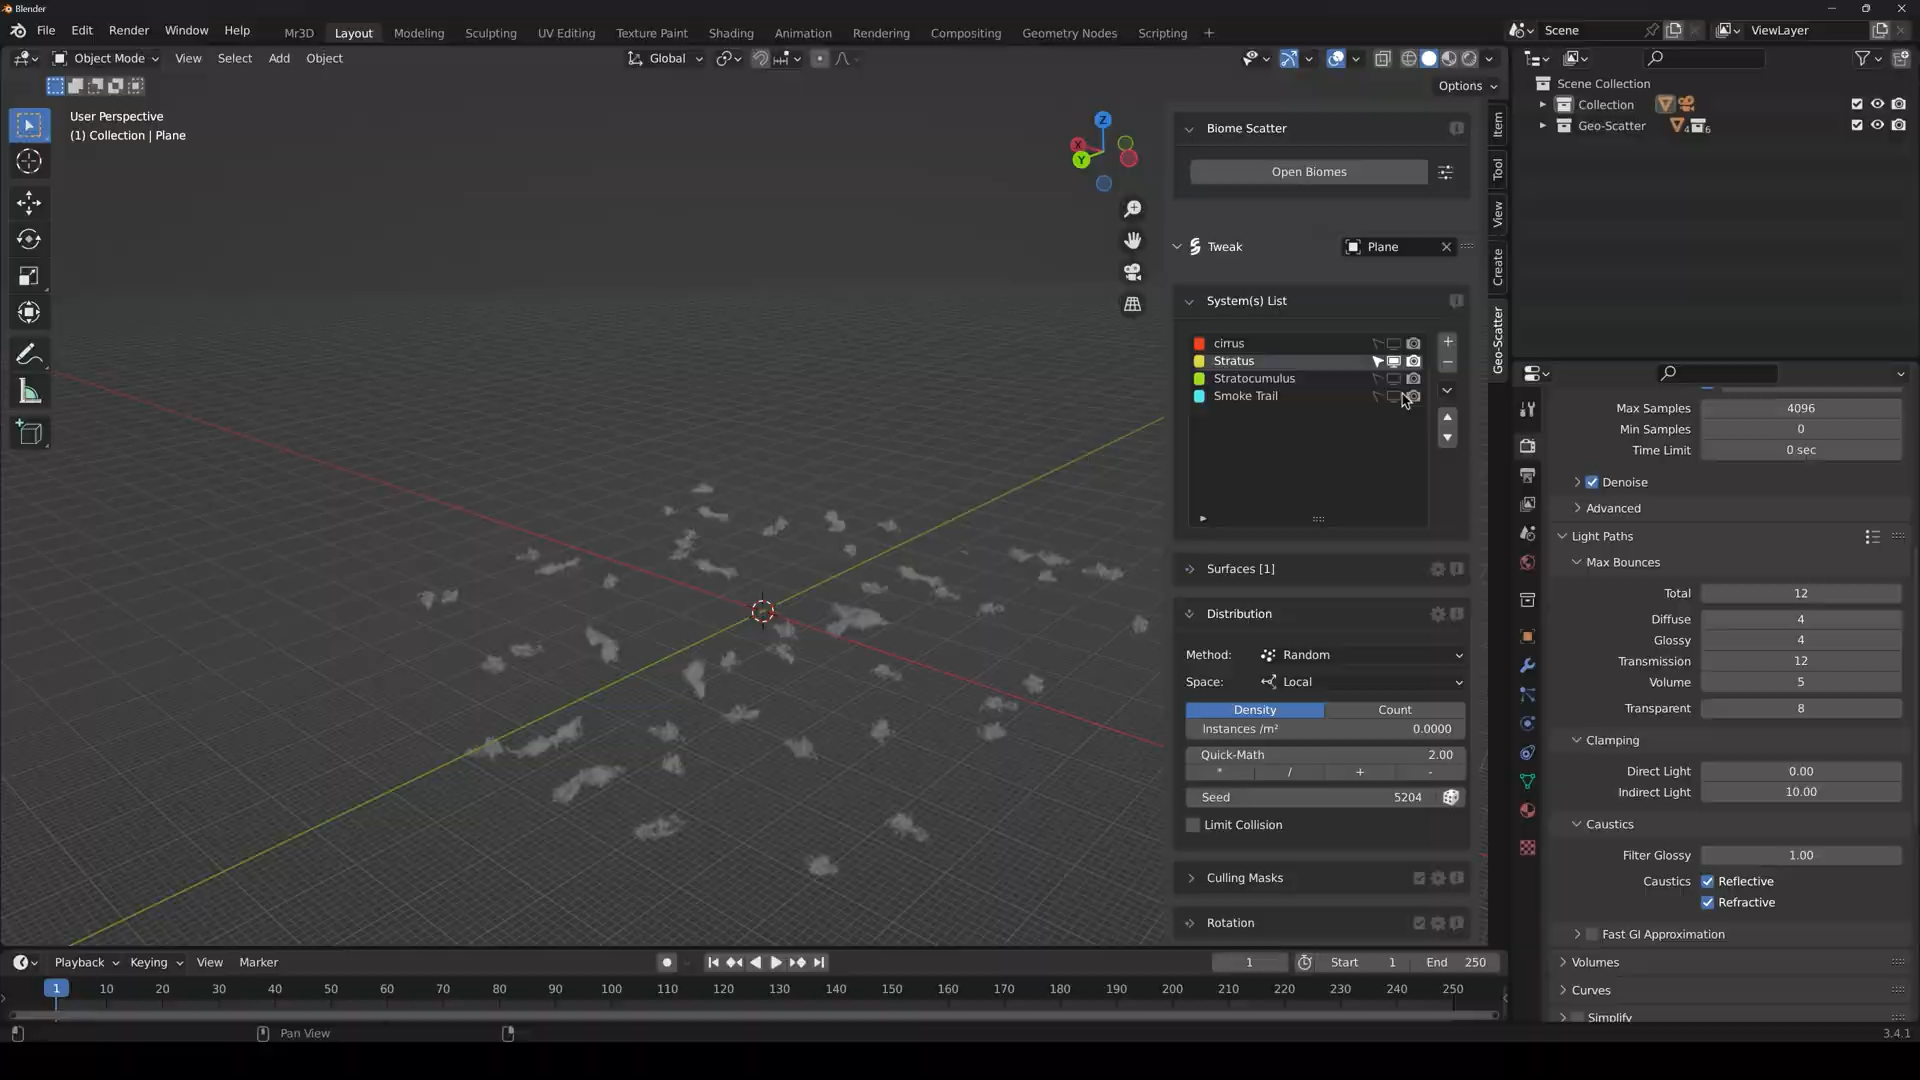 Blender
File Edit Render Window Help
Mr3D Layout Modeling Sculpting UV Editing Texture Paint Shading Animation Rendering Compositing Geometry Nodes Scripting +
Scene
ViewLayer
Object Mode View Select Add Object
Global
Options
User Perspective
(1) Collection | Plane
Z
X
Y
Biome Scatter
Open Biomes
Tweak
Plane
System(s) List
cirrus
Stratus
Stratocumulus
Smoke Trail
Surfaces [1]
Distribution
Method: Random
Space: Local
Density Count
Instances /m² 0.0000
Quick-Math 2.00
* / + -
Seed 5204
Limit Collision
Culling Masks
Rotation
Item
Tool
View
Create
Geo-Scatter
Scene Collection
Collection
Geo-Scatter 4 6
Max Samples 4096
Min Samples 0
Time Limit 0 sec
Denoise
Advanced
Light Paths
Max Bounces
Total 12
Diffuse 4
Glossy 4
Transmission 12
Volume 5
Transparent 8
Clamping
Direct Light 0.00
Indirect Light 10.00
Caustics
Filter Glossy 1.00
Caustics Reflective
Refractive
Fast GI Approximation
Volumes
Curves
Simplify
Playback Keying View Marker
1 Start 1 End 250
1 10 20 30 40 50 60 70 80 90 100 110 120 130 140 150 160 170 180 190 200 210 220 230 240 250
Pan View
3.4.1